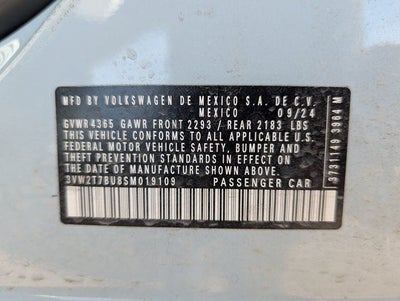 MFD BY VOLKSWAGEN DE MEXICO S.A. DE C.V.
MEXICO 09/24
GVWR 4365 GAWR FRONT 2293 / REAR 2183 LBS
THIS VEHICLE CONFORMS TO ALL APPLICABLE U.S.
FEDERAL MOTOR VEHICLE SAFETY, BUMPER AND
THEFT PREVENTION STANDARDS IN EFFECT ON
THE DATE OF MANUFACTURE SHOWN ABOVE.
3VW2T7BU8SM019109 PASSENGER CAR
3731149 3984 M